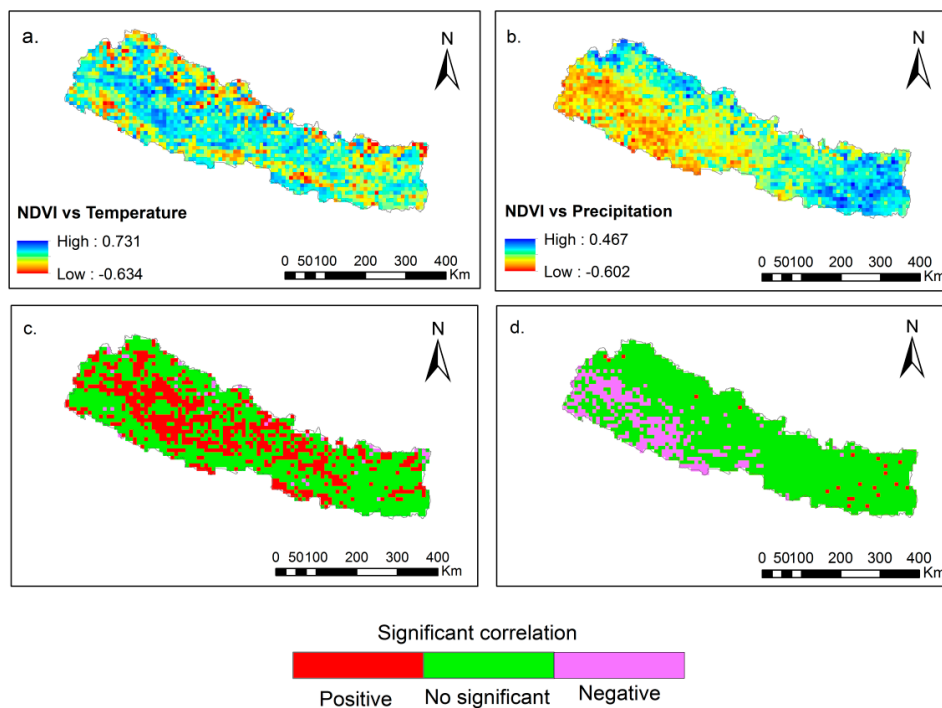 a.
N
NDVI vs Temperature
High : 0.731
Low : -0.634
0 50100 200 300 400
Km
b.
N
NDVI vs Precipitation
High : 0.467
Low : -0.602
0 50100 200 300 400
Km
c.
N
0 50100 200 300 400
Km
d.
N
0 50100 200 300 400
Km
Significant correlation
Positive No significant Negative